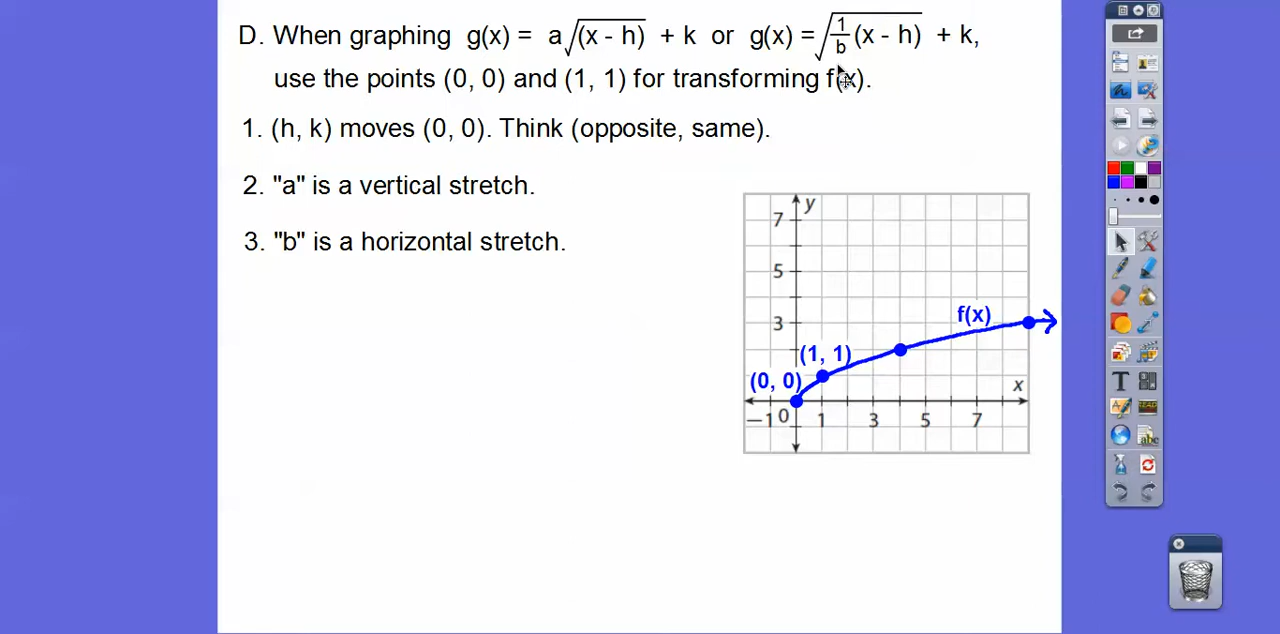 D. When graphing g(x) = a√(x - h) + k or g(x) = √1/b(x - h) + k,
use the points (0, 0) and (1, 1) for transforming f(x).
1. (h, k) moves (0, 0). Think (opposite, same).
2. "a" is a vertical stretch.
3. "b" is a horizontal stretch.
y
7
5
3
f(x)
(1, 1)
(0, 0)
x
−1 0 1 3 5 7
T
READ
abc